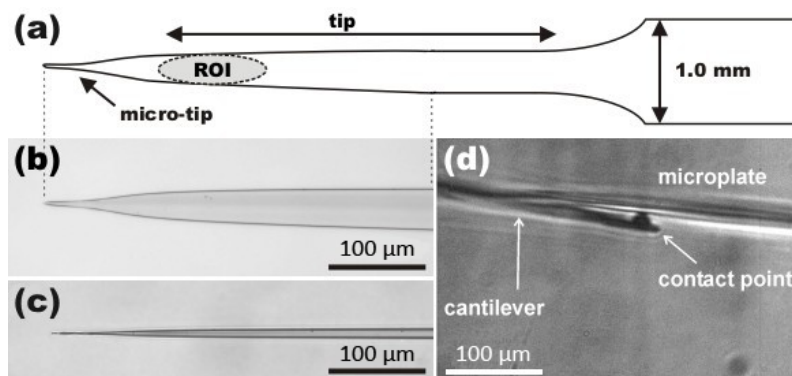 (a)
tip
ROI
1.0 mm
micro-tip
(b)
100 µm
(c)
100 µm
(d)
microplate
contact point
cantilever
100 µm